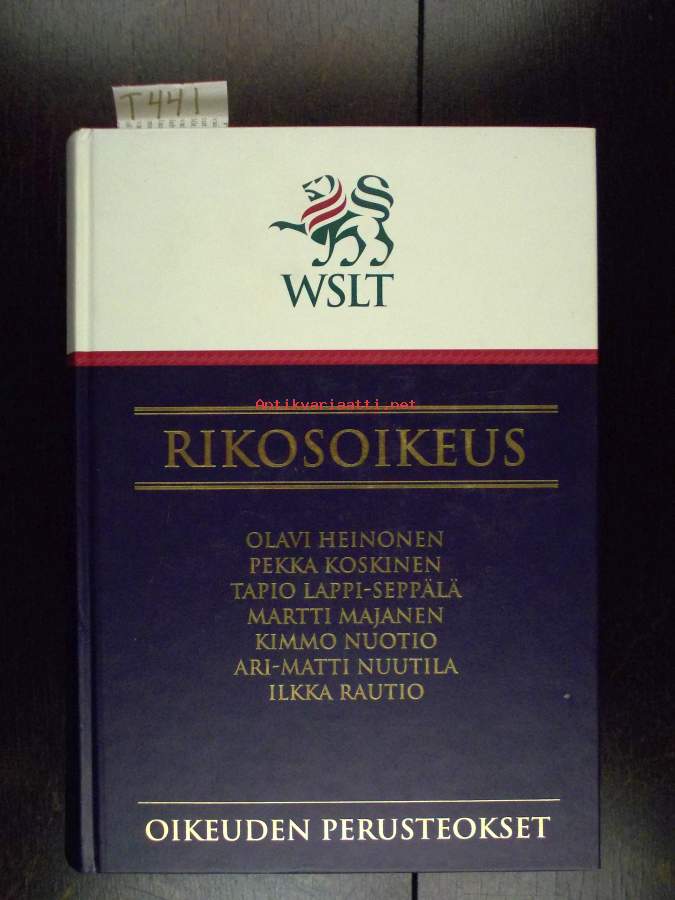 T441
WSLT
Antikvariaatti.net
RIKOSOIKEUS
OLAVI HEINONEN
PEKKA KOSKINEN
TAPIO LAPPI-SEPPÄLÄ
MARTTI MAJANEN
KIMMO NUOTIO
ARI-MATTI NUUTILA
ILKKA RAUTIO
OIKEUDEN PERUSTEOKSET